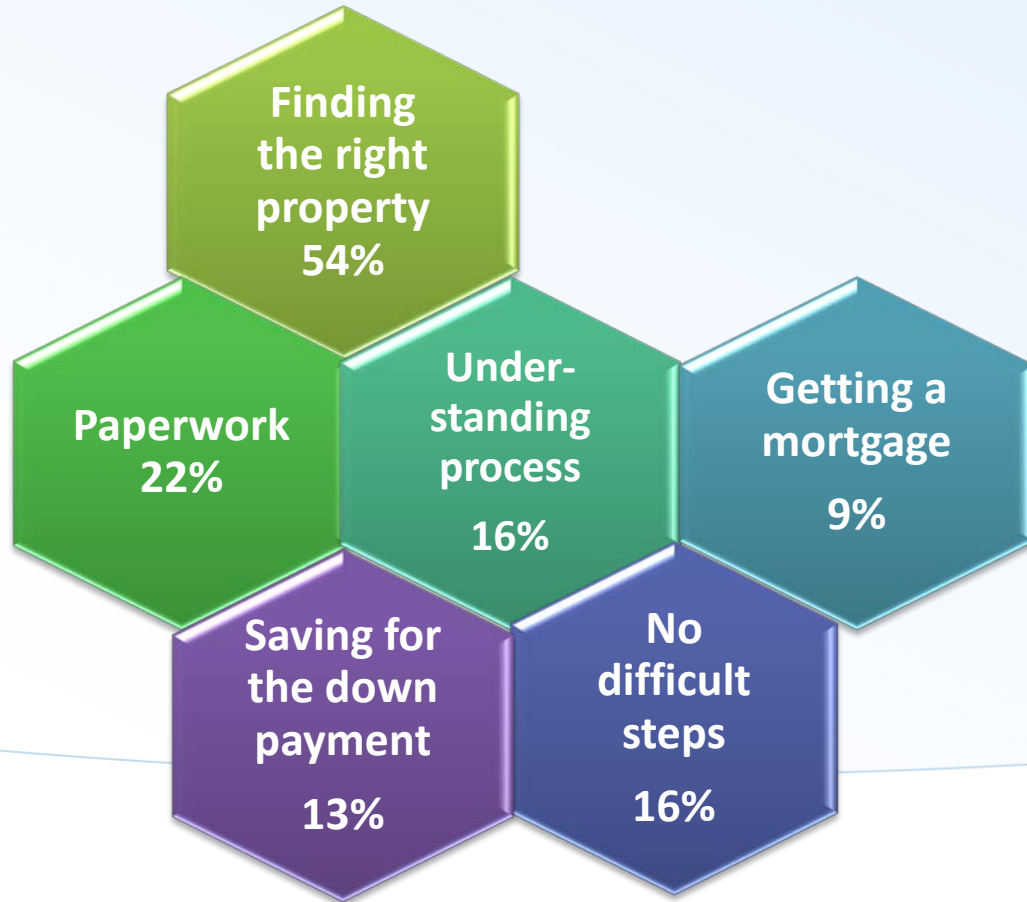 Finding
the right
property
54%
Paperwork
22%
Under-
standing
process
16%
Getting a
mortgage
9%
Saving for
the down
payment
13%
No
difficult
steps
16%